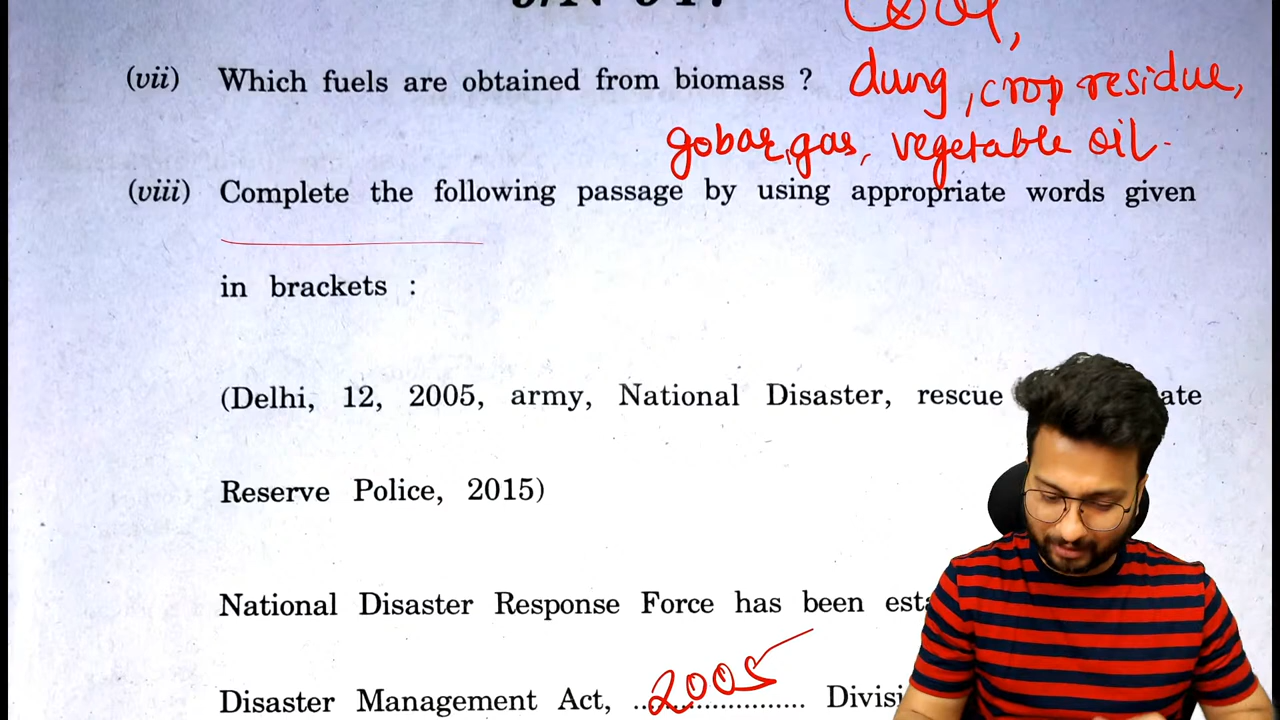 (vii) Which fuels are obtained from biomass ?
dung, crop residue,
gobar gas, vegetable oil.
(viii) Complete the following passage by using appropriate words given
in brackets :
(Delhi, 12, 2005, army, National Disaster, rescue
Reserve Police, 2015)
National Disaster Response Force has been
Disaster Management Act, ..2005........